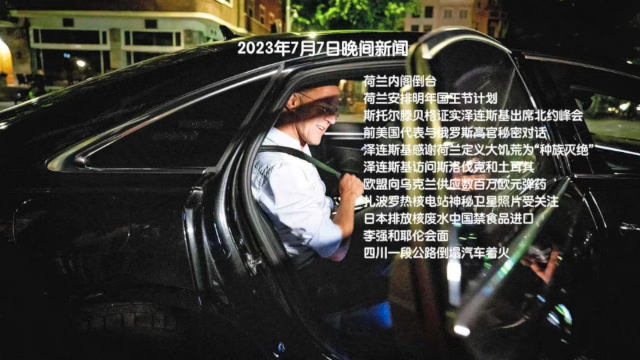 2023年7月7日晚间新闻
荷兰内阁倒台
荷兰安排明年国王节计划
斯托尔滕贝格证实泽连斯基出席北约峰会
前美国代表与俄罗斯高官秘密对话
泽连斯基感谢荷兰定义大饥荒为“种族灭绝”
泽连斯基访问斯洛伐克和土耳其
欧盟向乌克兰供应数百万欧元弹药
扎波罗热核电站神秘卫星照片受关注
日本排放核废水中国禁食品进口
李强和耶伦会面
四川一段公路倒塌汽车着火